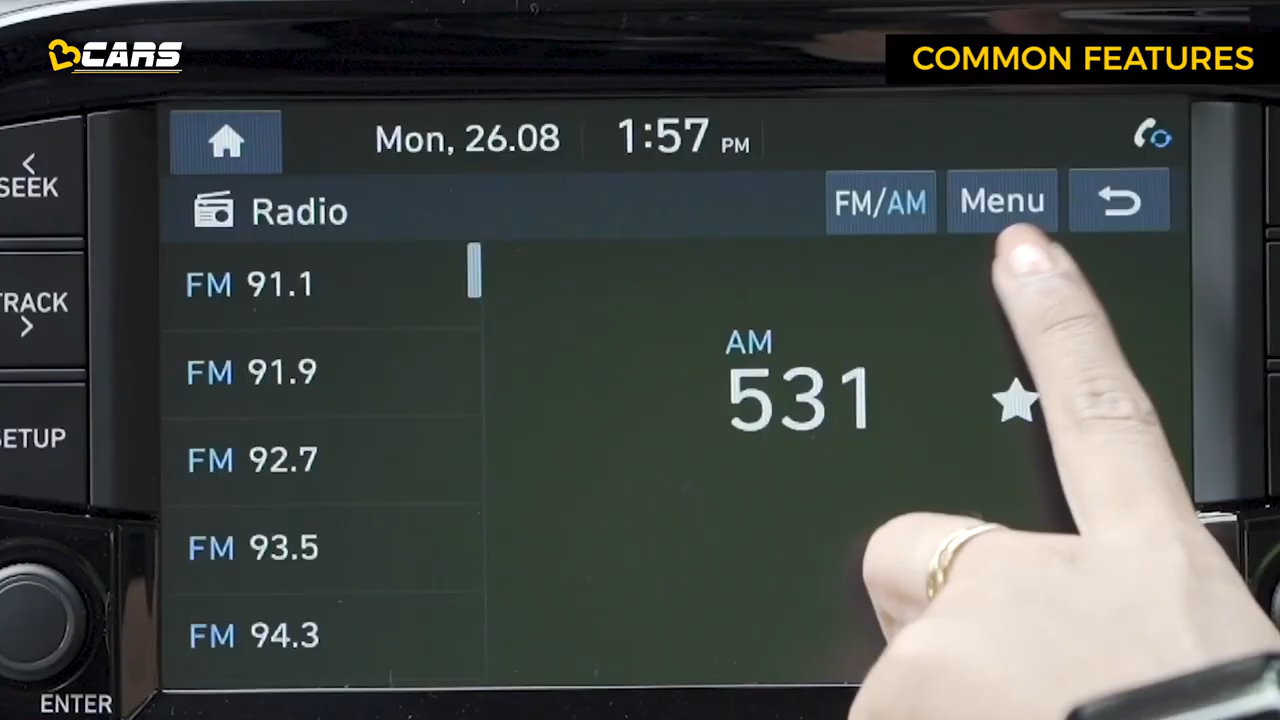 CARS
COMMON FEATURES
Mon, 26.08 1:57 PM
< SEEK
Radio FM/AM Menu
FM 91.1
TRACK >
AM
531
FM 91.9
SETUP
FM 92.7
FM 93.5
FM 94.3
ENTER